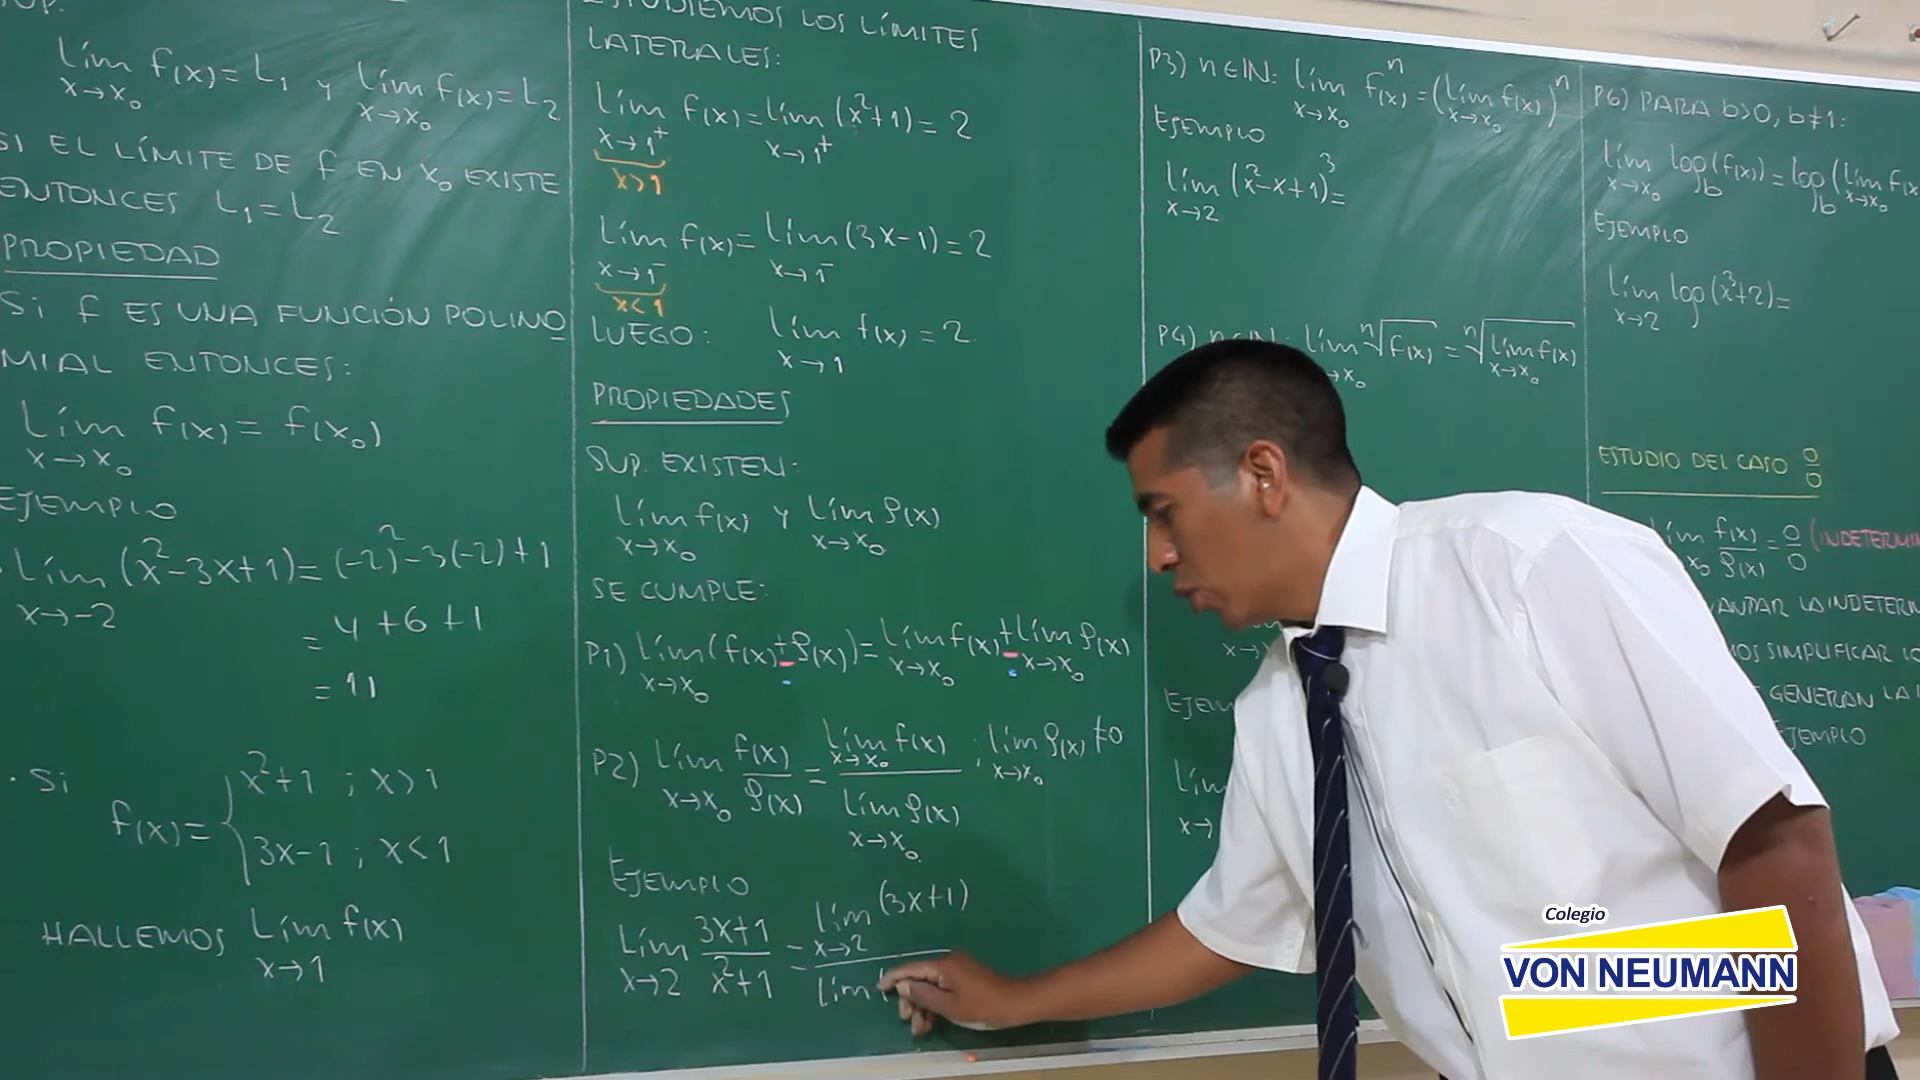 SUP.
Lím f(x) = L₁ y Lím f(x) = L₂
x→x₀ x→x₀
SI EL LÍMITE DE f EN x₀ EXISTE
ENTONCES L₁ = L₂
PROPIEDAD
Si f ES UNA FUNCIÓN POLINO
MIAL ENTONCES:
Lím f(x) = f(x₀)
x→x₀
EJEMPLO
. Lím (x²-3x+1) = (-2)²-3(-2)+1
x→-2
= 4+6+1
= 11
. Si
x²+1 ; x>1
f(x) = {
3x-1 ; x<1
HALLEMOS Lím f(x)
x→1
ESTUDIEMOS LOS LÍMITES
LATERALES:
Lím f(x) = Lím (x²+1) = 2
x→1⁺ x→1⁺
x>1
Lím f(x) = Lím (3x-1) = 2
x→1⁻ x→1⁻
x<1
LUEGO: Lím f(x) = 2
x→1
PROPIEDADES
SUP. EXISTEN:
Lím f(x) y Lím g(x)
x→x₀ x→x₀
SE CUMPLE:
P1) Lím (f(x) ± g(x)) = Lím f(x) ± Lím g(x)
x→x₀ x→x₀ x→x₀
P2) Lím f(x)/g(x) = Lím f(x) / Lím g(x) ; Lím g(x) ≠ 0
x→x₀ x→x₀ x→x₀ x→x₀
EJEMPLO
Lím (3x+1)/(x²+1) = Lím (3x+1) / Lím
x→2 x→2
P3) n∈IN: Lím fⁿ(x) = (Lím f(x))ⁿ
x→x₀ x→x₀
EJEMPLO
Lím (x²-x+1)³ =
x→2
P4) n∈IN: Lím ⁿ√f(x) = ⁿ√Lím f(x)
→x₀ x→x₀
EJEM
Lím
x→
P6) PARA b>0, b≠1:
Lím log_b (f(x)) = log_b (Lím f(x
x→x₀ x→x₀
EJEMPLO
Lím log (x³+2) =
x→2
ESTUDIO DEL CASO 0/0
Lím f(x)/g(x) = 0/0 (INDETERMIN
x₀
VANTAR LA INDETERM
MOS SIMPLIFICAR LO
GENERAN LA
EJEMPLO
Colegio
VON NEUMANN